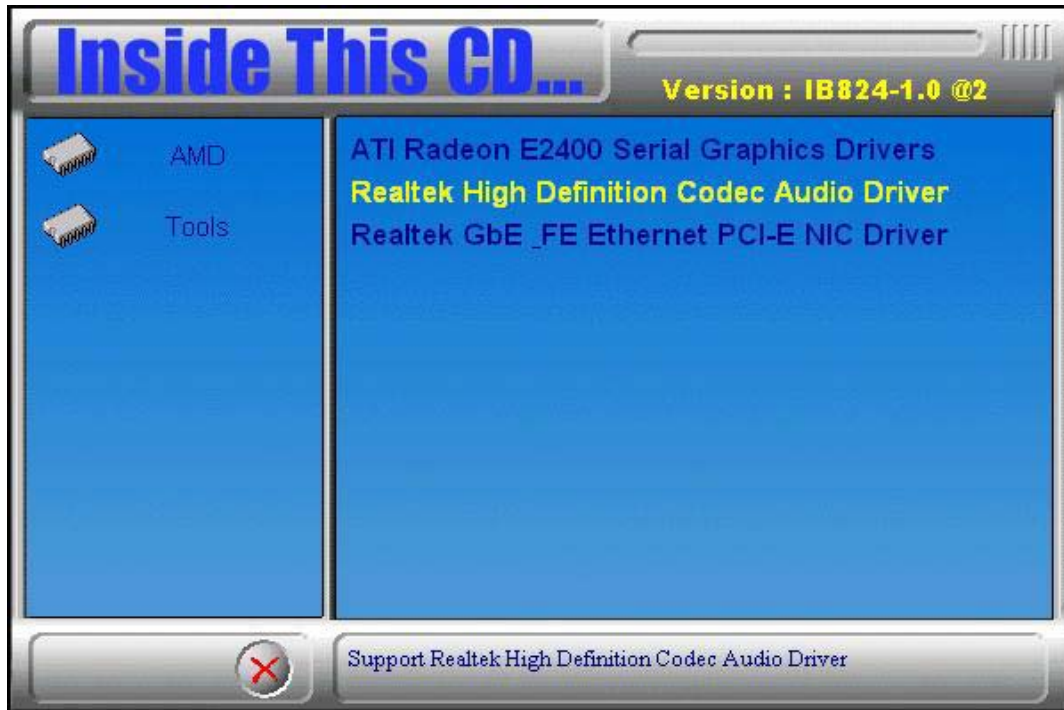 Inside This CD...
Version : IB824-1.0 @2
AMD
Tools
ATI Radeon E2400 Serial Graphics Drivers
Realtek High Definition Codec Audio Driver
Realtek GbE _FE Ethernet PCI-E NIC Driver
Support Realtek High Definition Codec Audio Driver